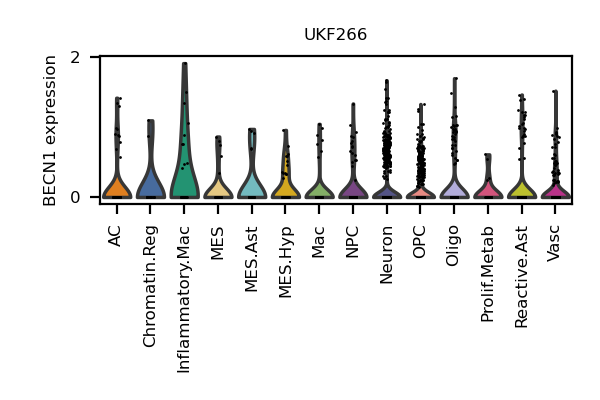 UKF266
BECN1 expression
2
0
AC
Chromatin.Reg
Inflammatory.Mac
MES
MES.Ast
MES.Hyp
Mac
NPC
Neuron
OPC
Oligo
Prolif.Metab
Reactive.Ast
Vasc